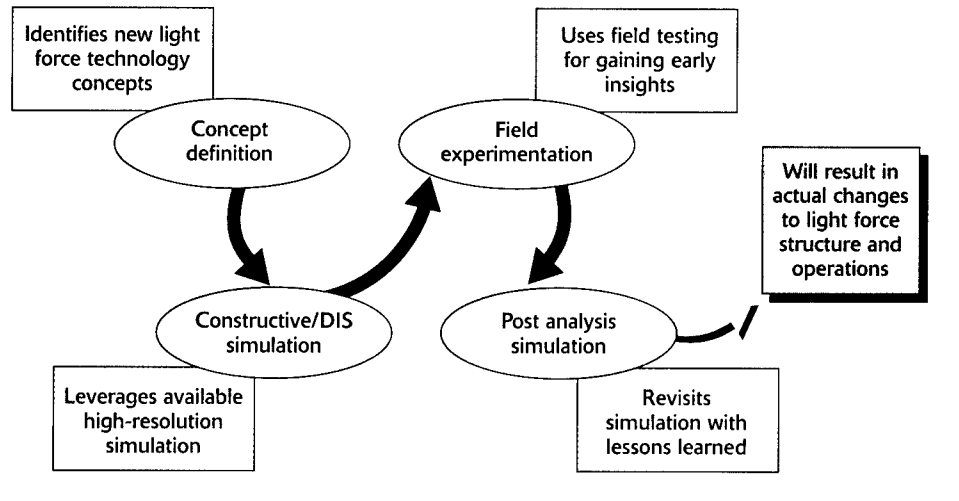 Identifies new light
force technology
concepts
Concept
definition
Uses field testing
for gaining early
insights
Field
experimentation
Will result in
actual changes
to light force
structure and
operations
Constructive/DIS
simulation
Leverages available
high-resolution
simulation
Post analysis
simulation
Revisits
simulation with
lessons learned